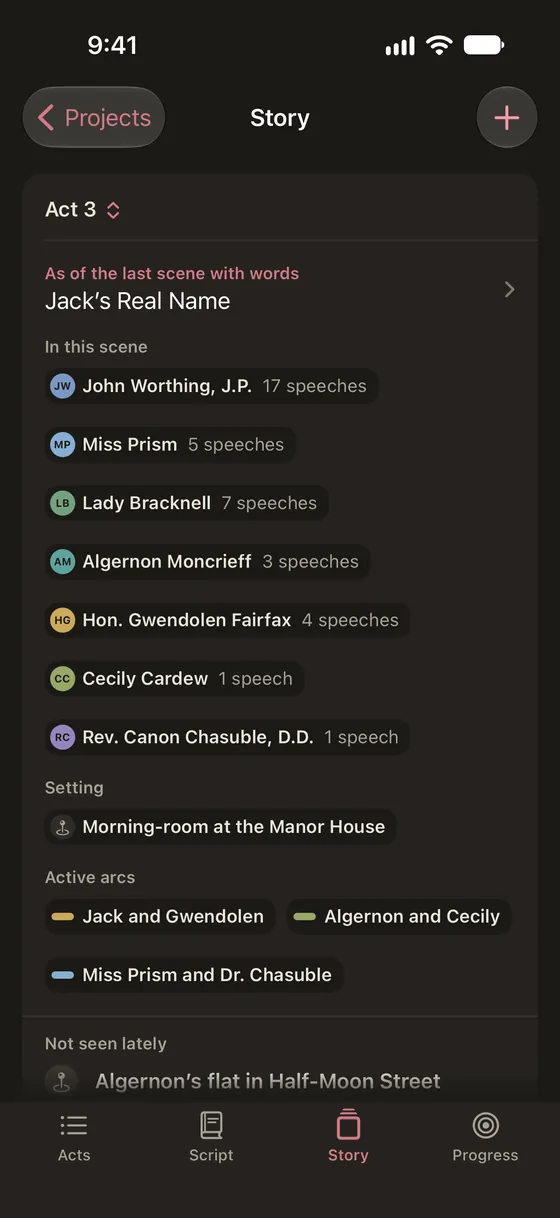 9:41
Projects
Story
Act 3
As of the last scene with words
Jack’s Real Name
In this scene
JW John Worthing, J.P. 17 speeches
MP Miss Prism 5 speeches
LB Lady Bracknell 7 speeches
AM Algernon Moncrieff 3 speeches
HG Hon. Gwendolen Fairfax 4 speeches
CC Cecily Cardew 1 speech
RC Rev. Canon Chasuble, D.D. 1 speech
Setting
Morning-room at the Manor House
Active arcs
Jack and Gwendolen Algernon and Cecily
Miss Prism and Dr. Chasuble
Not seen lately
Algernon’s flat in Half-Moon Street
Acts Script Story Progress